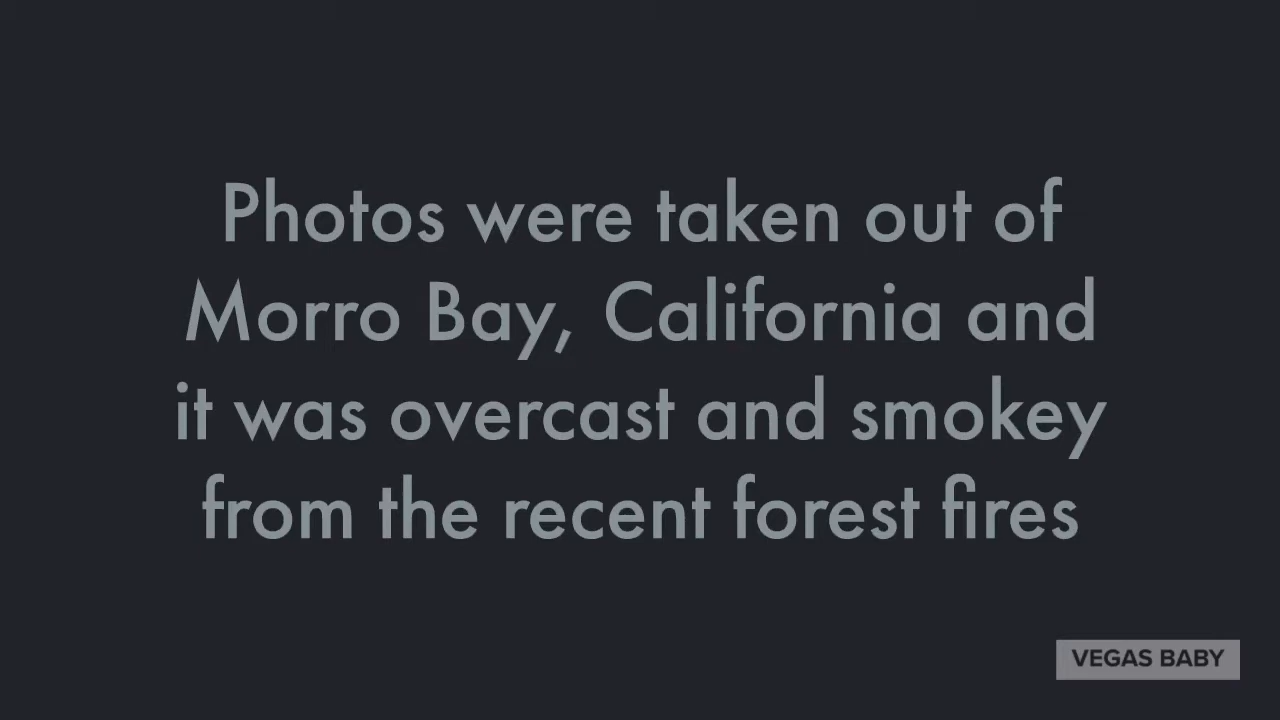 Photos were taken out of
Morro Bay, California and
it was overcast and smokey
from the recent forest fires
VEGAS BABY